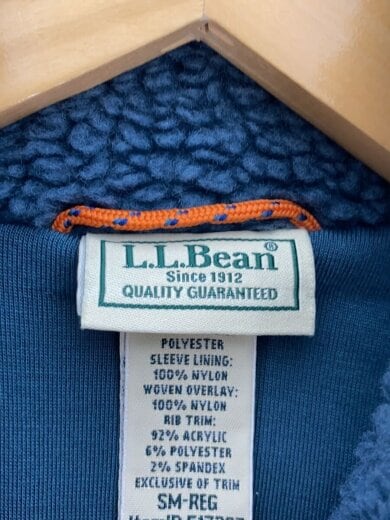 L.L.Bean®
Since 1912
QUALITY GUARANTEED
POLYESTER
SLEEVE LINING:
100% NYLON
WOVEN OVERLAY:
100% NYLON
RIB TRIM:
92% ACRYLIC
6% POLYESTER
2% SPANDEX
EXCLUSIVE OF TRIM
SM-REG